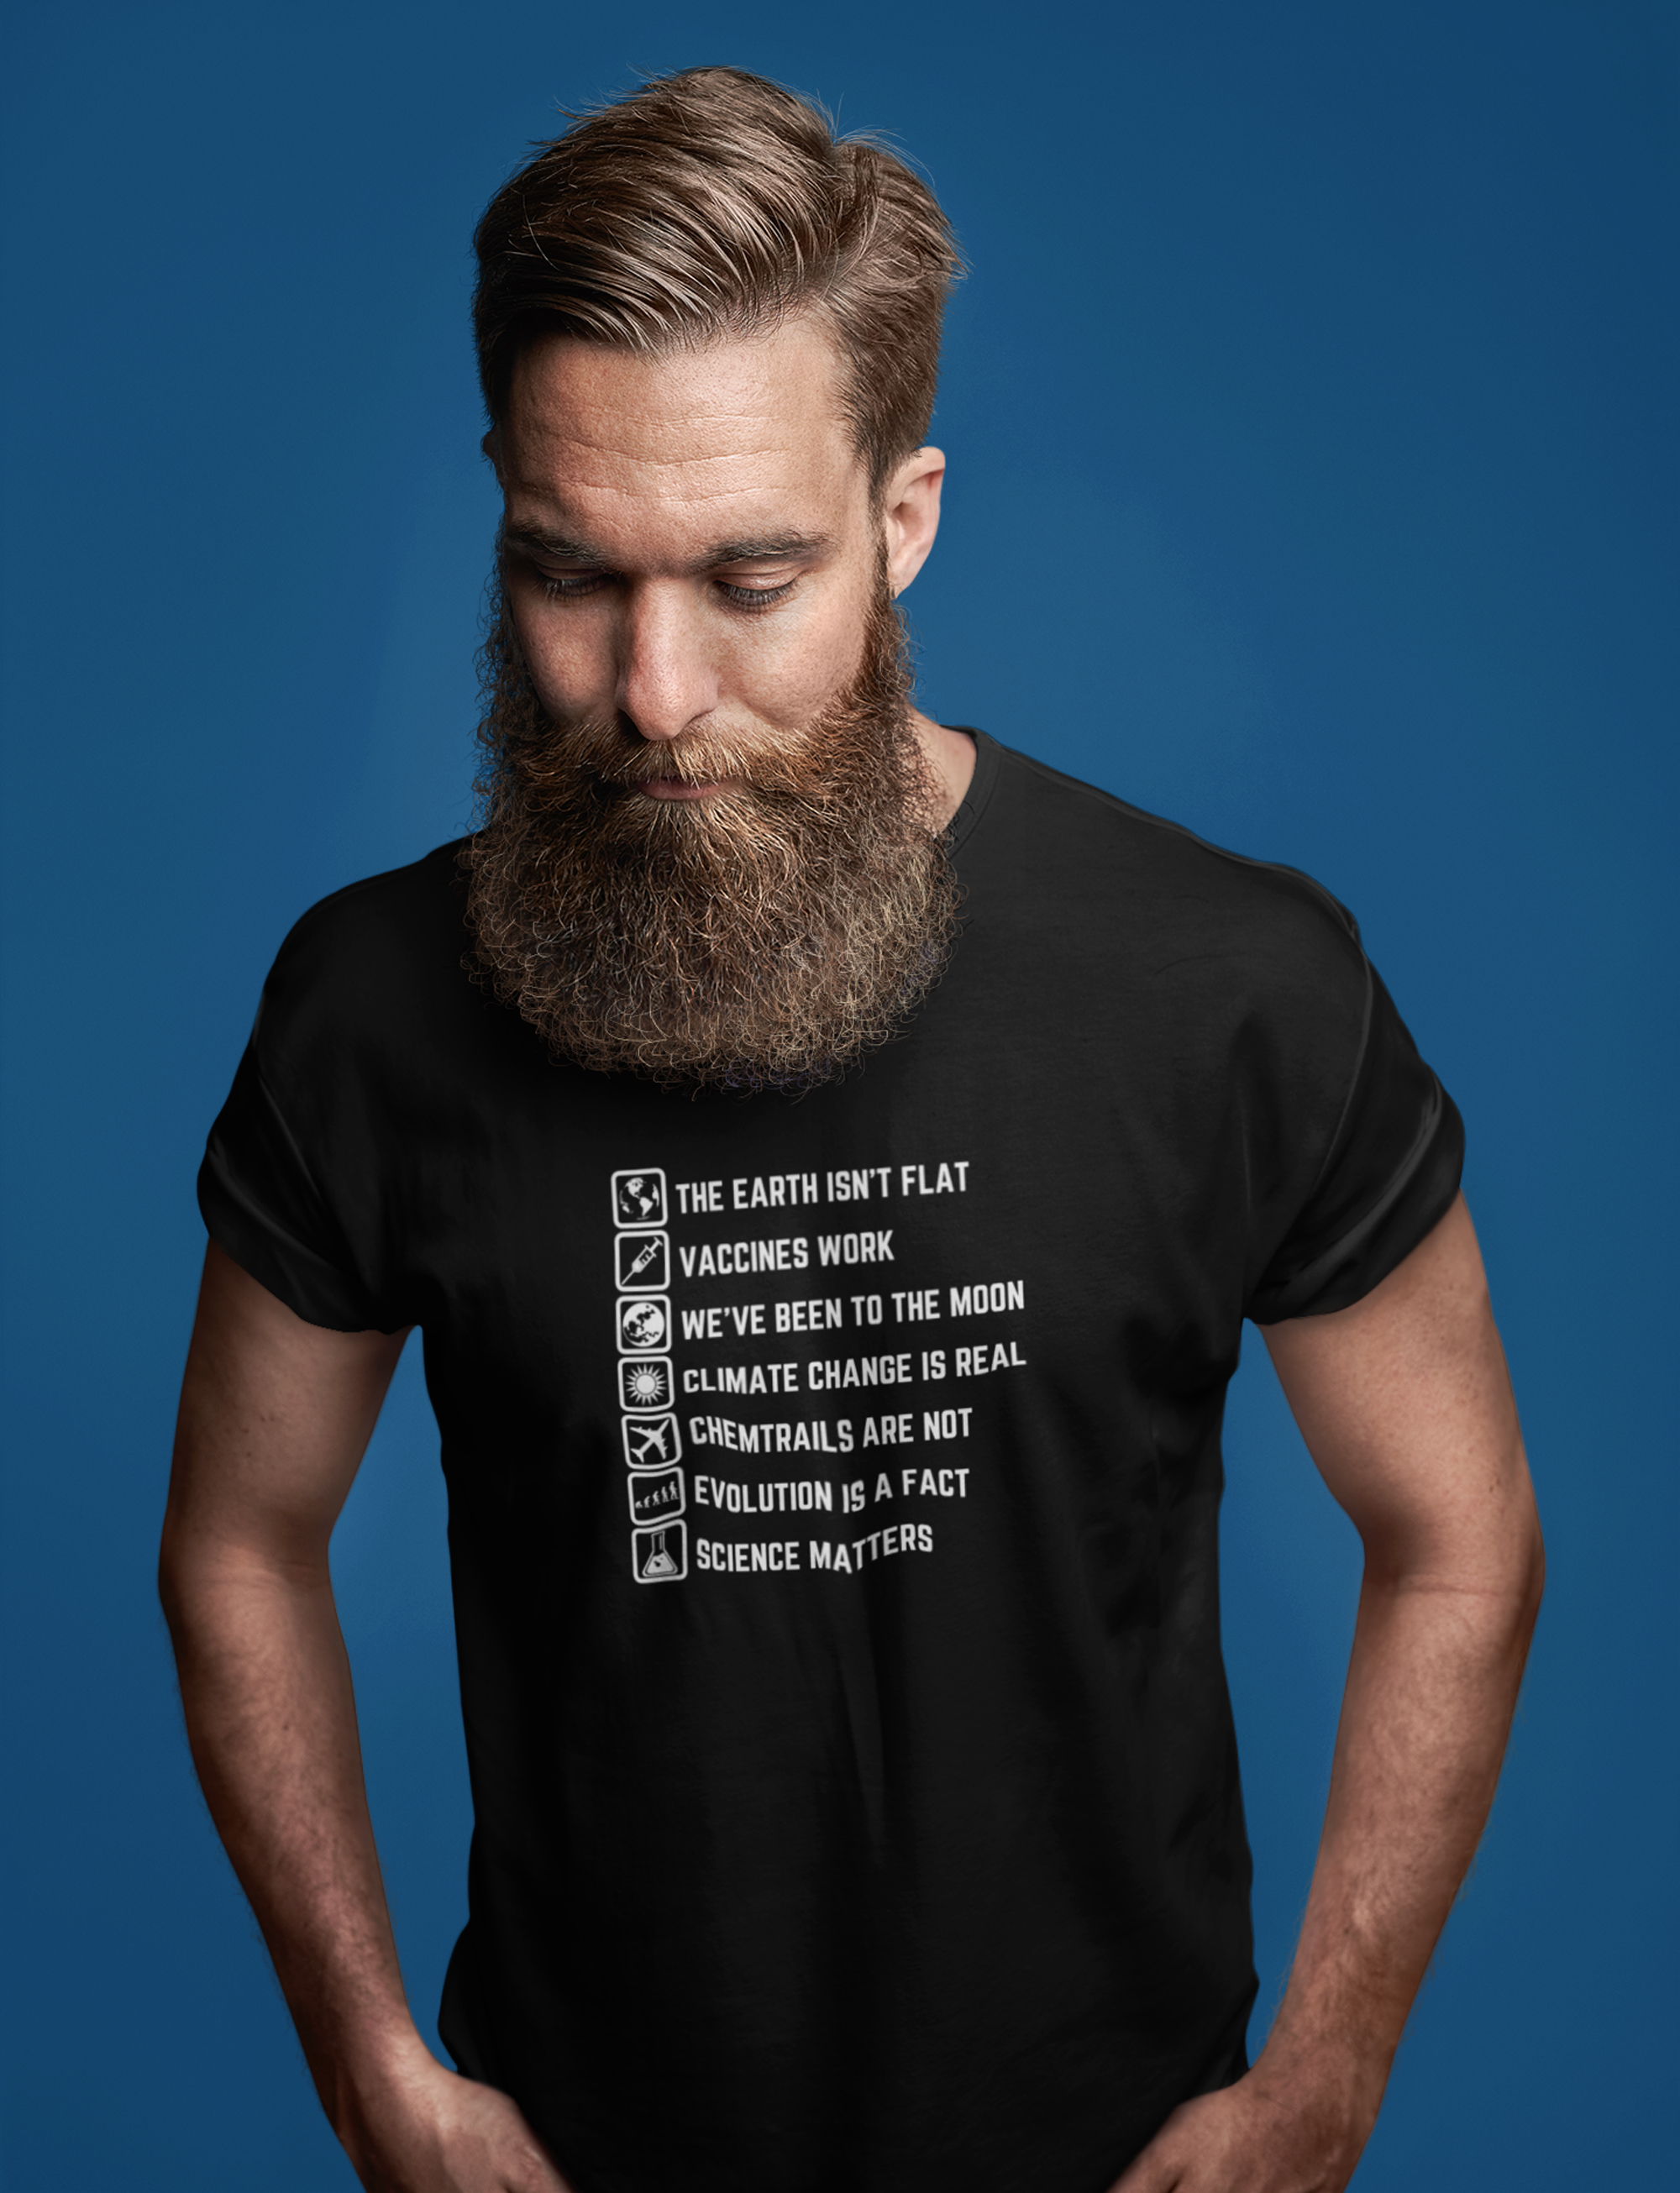 THE EARTH ISN'T FLAT
VACCINES WORK
WE'VE BEEN TO THE MOON
CLIMATE CHANGE IS REAL
CHEMTRAILS ARE NOT
EVOLUTION IS A FACT
SCIENCE MATTERS